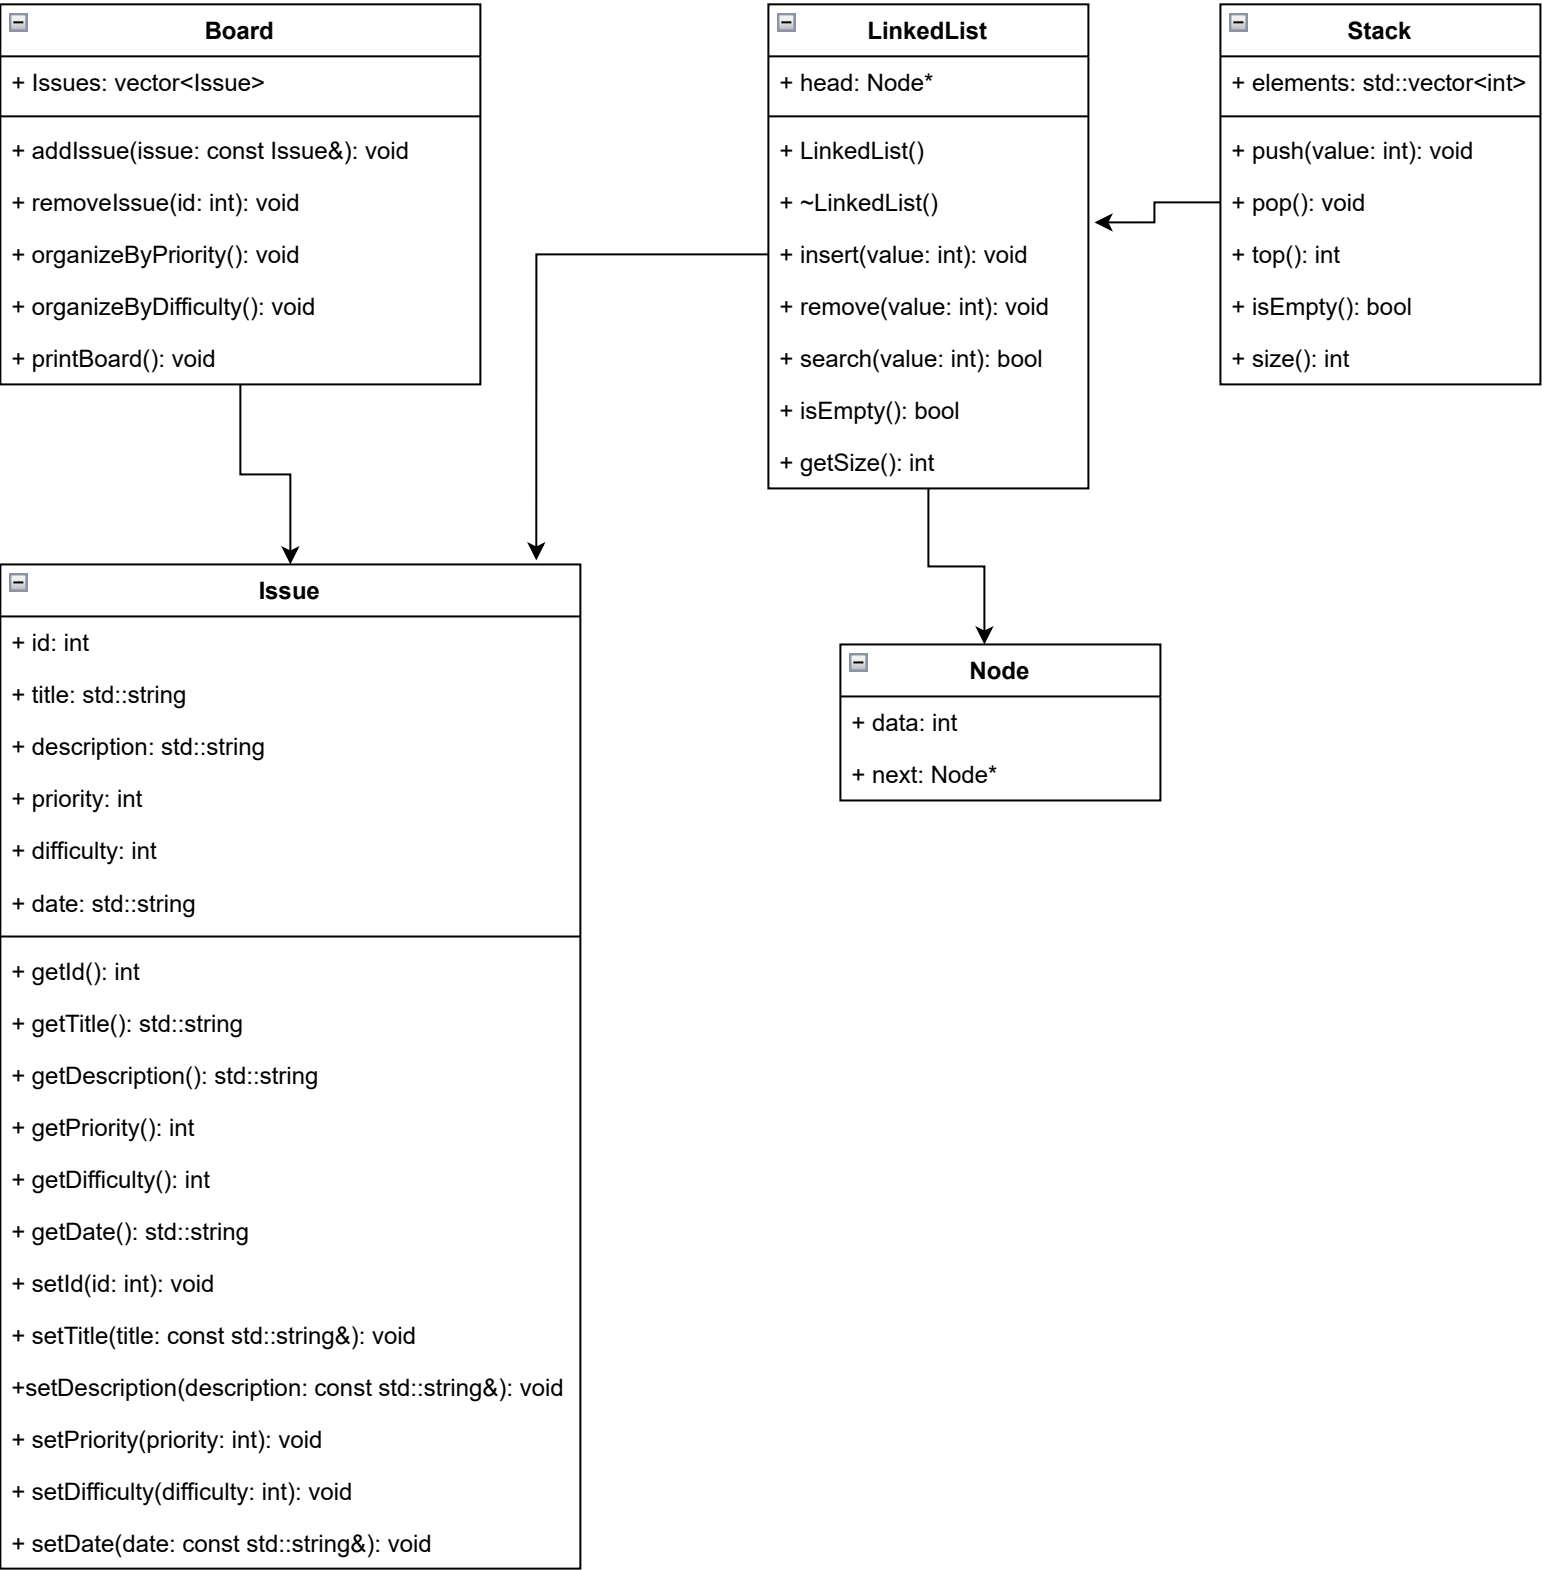 Board
+ Issues: vector<Issue>
+ addIssue(issue: const Issue&): void
+ removeIssue(id: int): void
+ organizeByPriority(): void
+ organizeByDifficulty(): void
+ printBoard(): void
LinkedList
+ head: Node*
+ LinkedList()
+ ~LinkedList()
+ insert(value: int): void
+ remove(value: int): void
+ search(value: int): bool
+ isEmpty(): bool
+ getSize(): int
Stack
+ elements: std::vector<int>
+ push(value: int): void
+ pop(): void
+ top(): int
+ isEmpty(): bool
+ size(): int
Issue
+ id: int
+ title: std::string
+ description: std::string
+ priority: int
+ difficulty: int
+ date: std::string
+ getId(): int
+ getTitle(): std::string
+ getDescription(): std::string
+ getPriority(): int
+ getDifficulty(): int
+ getDate(): std::string
+ setId(id: int): void
+ setTitle(title: const std::string&): void
+setDescription(description: const std::string&): void
+ setPriority(priority: int): void
+ setDifficulty(difficulty: int): void
+ setDate(date: const std::string&): void
Node
+ data: int
+ next: Node*